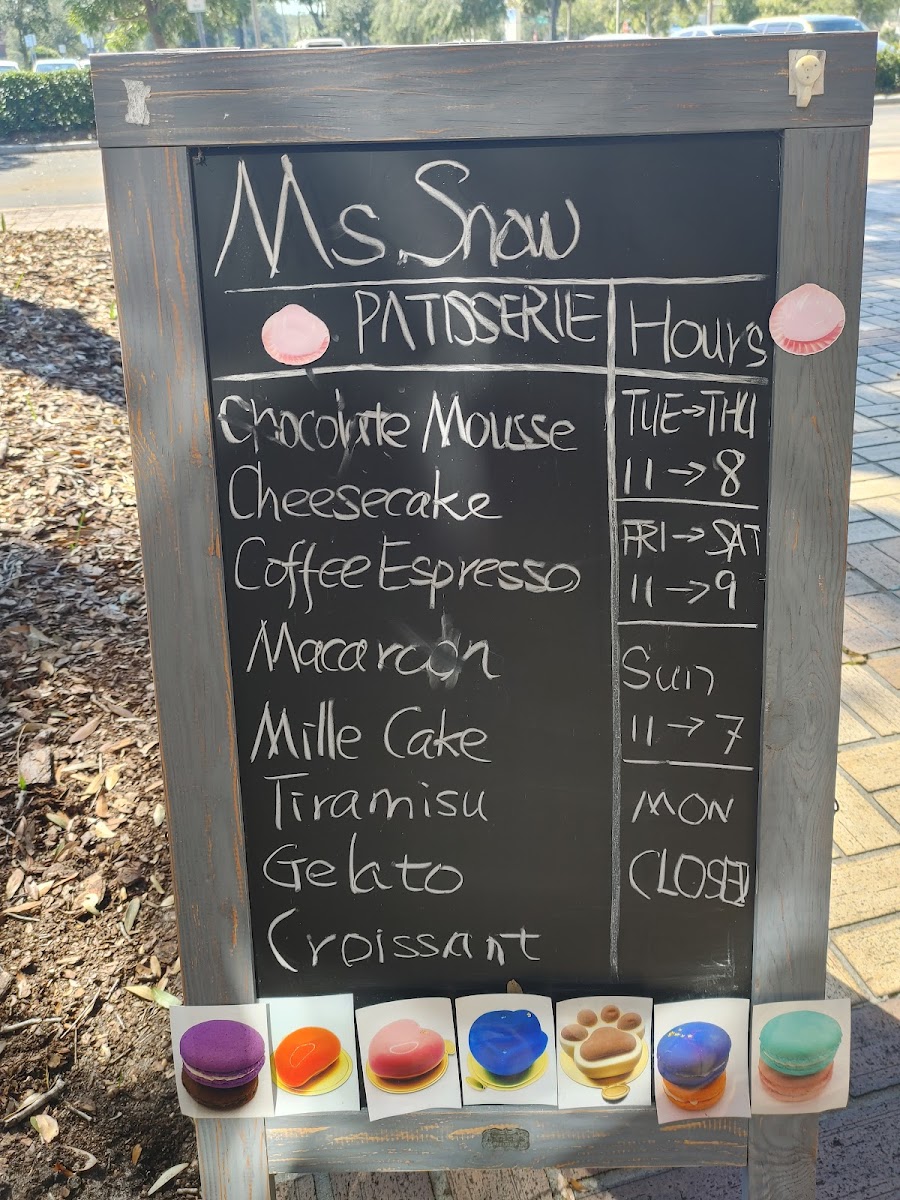 Ms. Snow
PATISSERIE
Chocolate Mousse
Cheesecake
Coffee Espresso
Macaroon
Mille Cake
Tiramisu
Gelato
Croissant
Hours
TUE→THU
11→8
FRI→SAT
11→9
Sun
11→7
MON
CLOSED